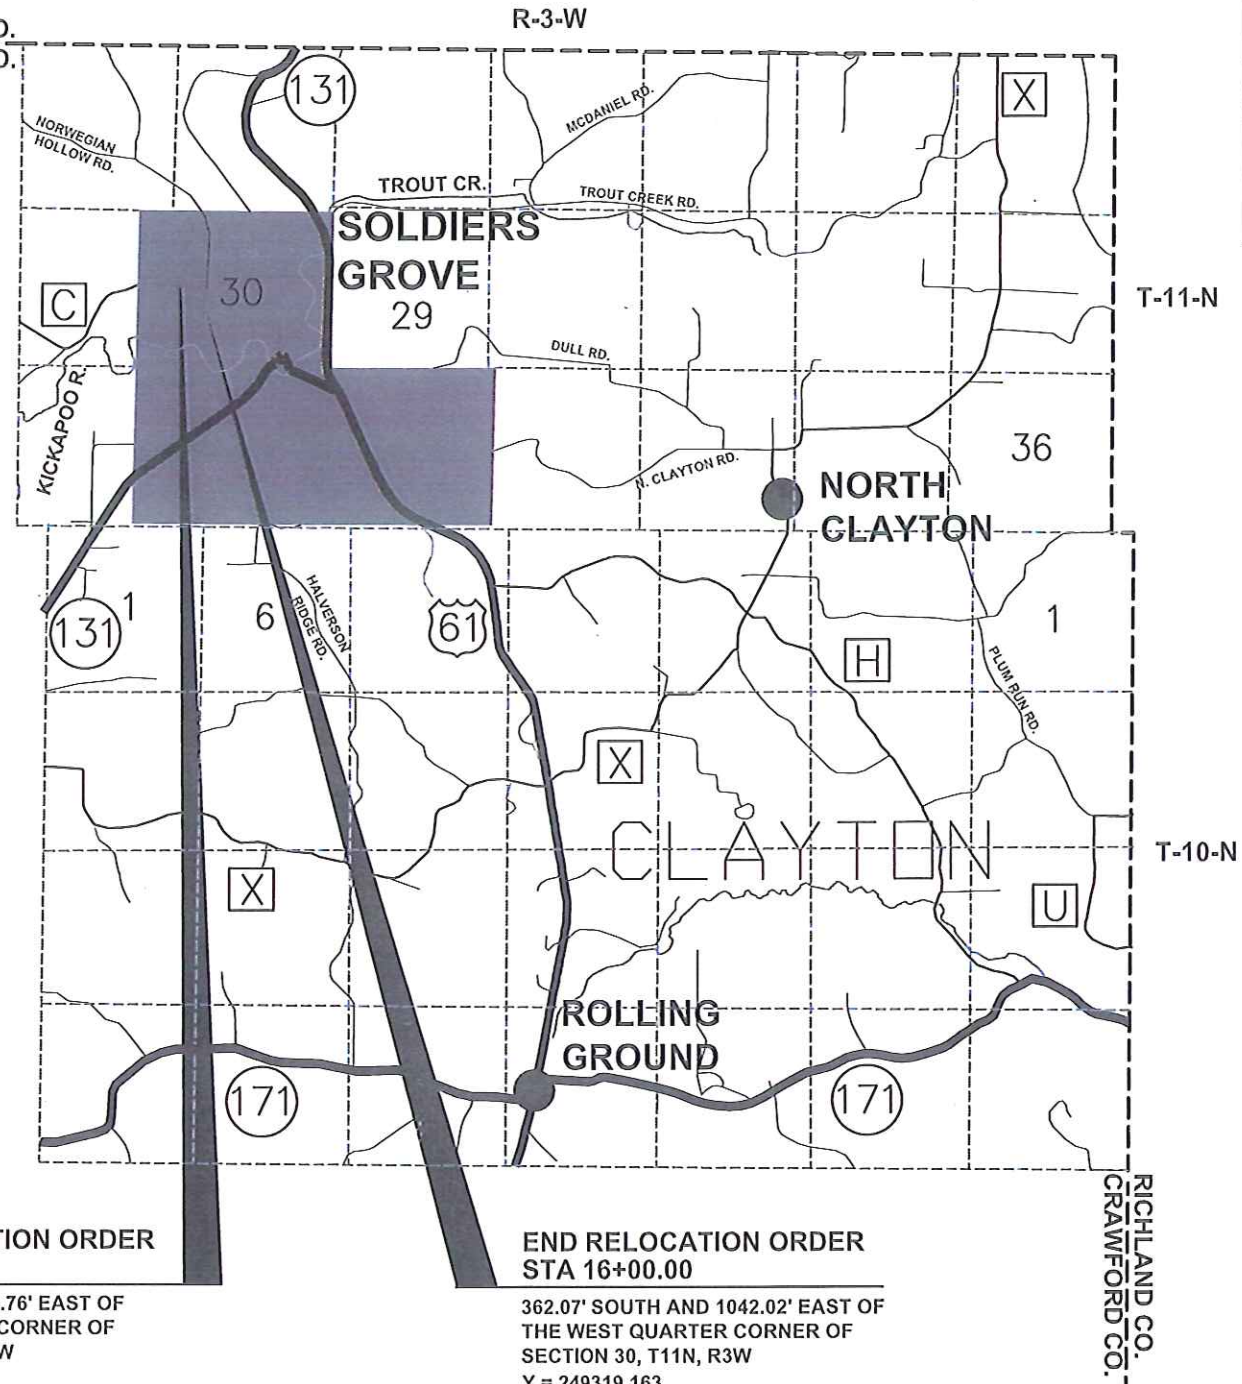 R-3-W
131
X
NORWEGIAN
HOLLOW RD.
MCDANIEL RD.
TROUT CR.
TROUT CREEK RD.
SOLDIERS
GROVE
30
29
C
T-11-N
DULL RD.
KICKAPOO R.
36
N. CLAYTON RD.
NORTH
CLAYTON
131
1
6
HALVERSON
RIDGE RD.
61
H
1
PLUM RUN RD.
X
CLAYTON
T-10-N
X
U
ROLLING
GROUND
171
171
RICHLAND CO.
CRAWFORD CO.
TION ORDER
.76' EAST OF
CORNER OF
W
END RELOCATION ORDER
STA 16+00.00
362.07' SOUTH AND 1042.02' EAST OF
THE WEST QUARTER CORNER OF
SECTION 30, T11N, R3W
Y = 249319.163